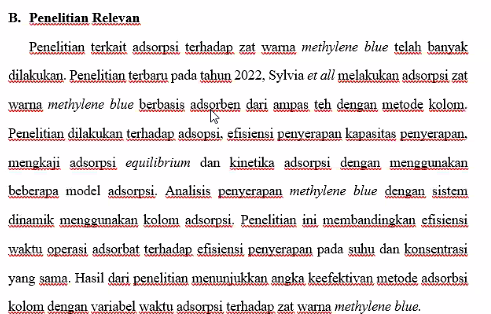 B. Penelitian Relevan
Penelitian terkait adsorpsi terhadap zat warna methylene blue telah banyak
dilakukan. Penelitian terbaru pada tahun 2022, Sylvia et all melakukan adsorpsi zat
warna methylene blue berbasis adsorben dari ampas teh dengan metode kolom.
Penelitian dilakukan terhadap adsopsi, efisiensi penyerapan kapasitas penyerapan,
mengkaji adsorpsi equilibrium dan kinetika adsorpsi dengan menggunakan
beberapa model adsorpsi. Analisis penyerapan methylene blue dengan sistem
dinamik menggunakan kolom adsorpsi. Penelitian ini membandingkan efisiensi
waktu operasi adsorbat terhadap efisiensi penyerapan pada suhu dan konsentrasi
yang sama. Hasil dari penelitian menunjukkan angka keefektivan metode adsorbsi
kolom dengan variabel waktu adsorpsi terhadap zat warna methylene blue.